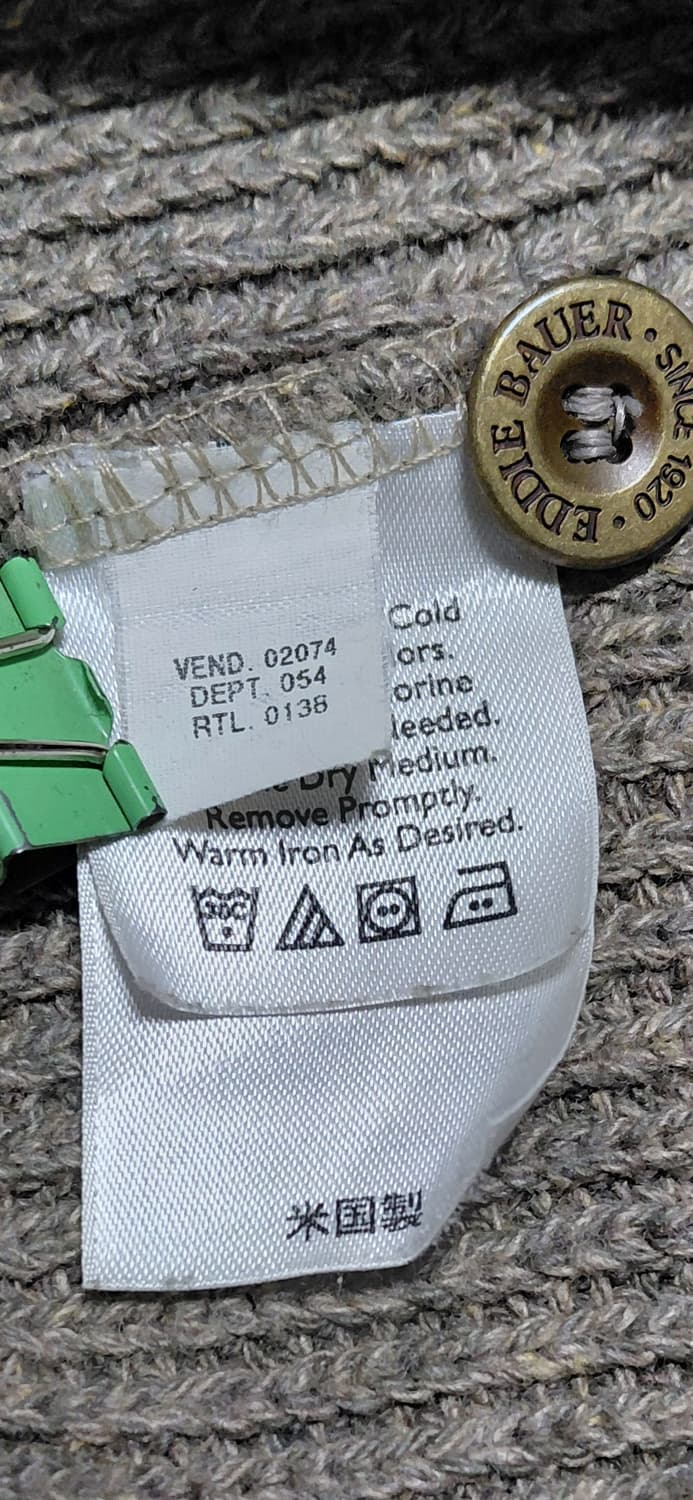 EDDIE BAUER · SINCE 1920 ·
VEND. 02074
DEPT. 054
RTL. 0138
Cold
ors.
orine
leeded.
Dry Medium.
Remove Promptly.
Warm Iron As Desired.
30C
米国製